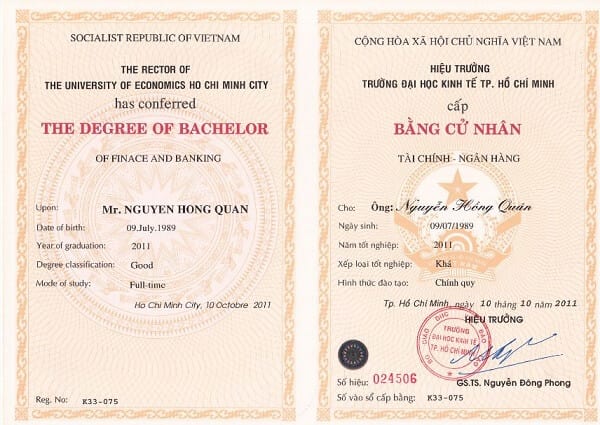 SOCIALIST REPUBLIC OF VIETNAM
THE RECTOR OF
THE UNIVERSITY OF ECONOMICS HO CHI MINH CITY
has conferred
THE DEGREE OF BACHELOR
OF FINACE AND BANKING
Upon: Mr. NGUYEN HONG QUAN
Date of birth: 09.July.1989
Year of graduation: 2011
Degree classification: Good
Mode of study: Full-time
Ho Chi Minh City, 10 Octobre 2011
Reg. No: K33-075
CỘNG HÒA XÃ HỘI CHỦ NGHĨA VIỆT NAM
HIỆU TRƯỞNG
TRƯỜNG ĐẠI HỌC KINH TẾ TP. HỒ CHÍ MINH
cấp
BẰNG CỬ NHÂN
TÀI CHÍNH - NGÂN HÀNG
Cho: Ông: Nguyễn Hồng Quân
Ngày sinh: 09/07/1989
Năm tốt nghiệp: 2011
Xếp loại tốt nghiệp: Khá
Hình thức đào tạo: Chính quy
Tp. Hồ Chí Minh, ngày 10 tháng 10 năm 2011
HIỆU TRƯỞNG
TRƯỜNG
ĐẠI HỌC KINH TẾ
TP. HỒ CHÍ MINH
Số hiệu: 024506
GS.TS. Nguyễn Đông Phong
Số vào sổ cấp bằng: K33-075